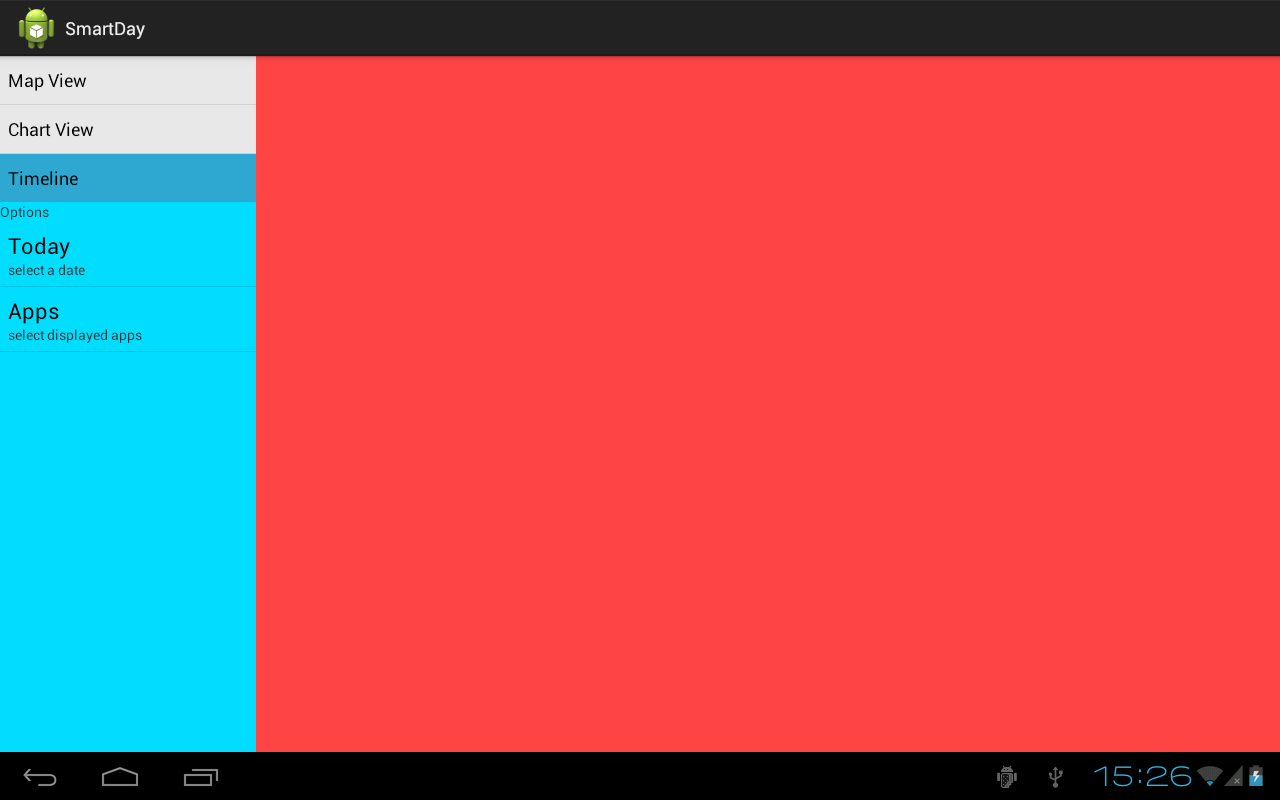 SmartDay
Map View
Chart View
Timeline
Options
Today
select a date
Apps
select displayed apps
15:26